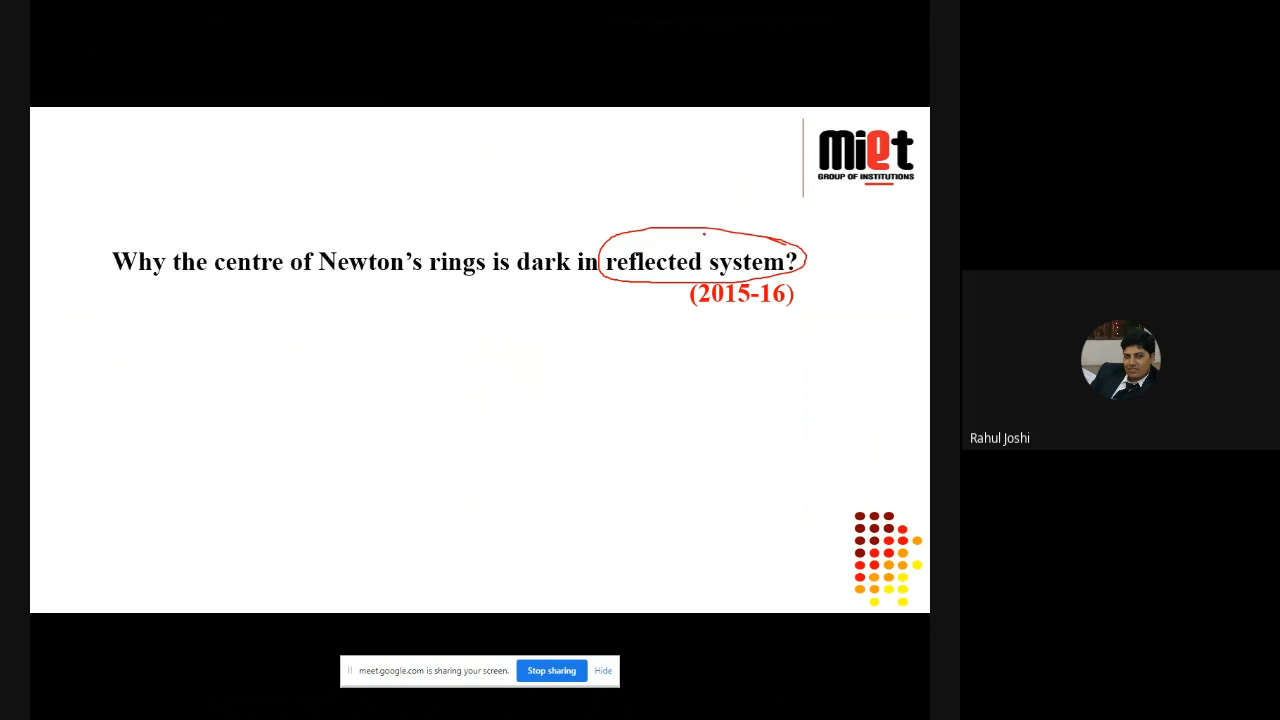 miet
GROUP OF INSTITUTIONS
Why the centre of Newton’s rings is dark in reflected system?
(2015-16)
Rahul Joshi
meet.google.com is sharing your screen.
Stop sharing
Hide